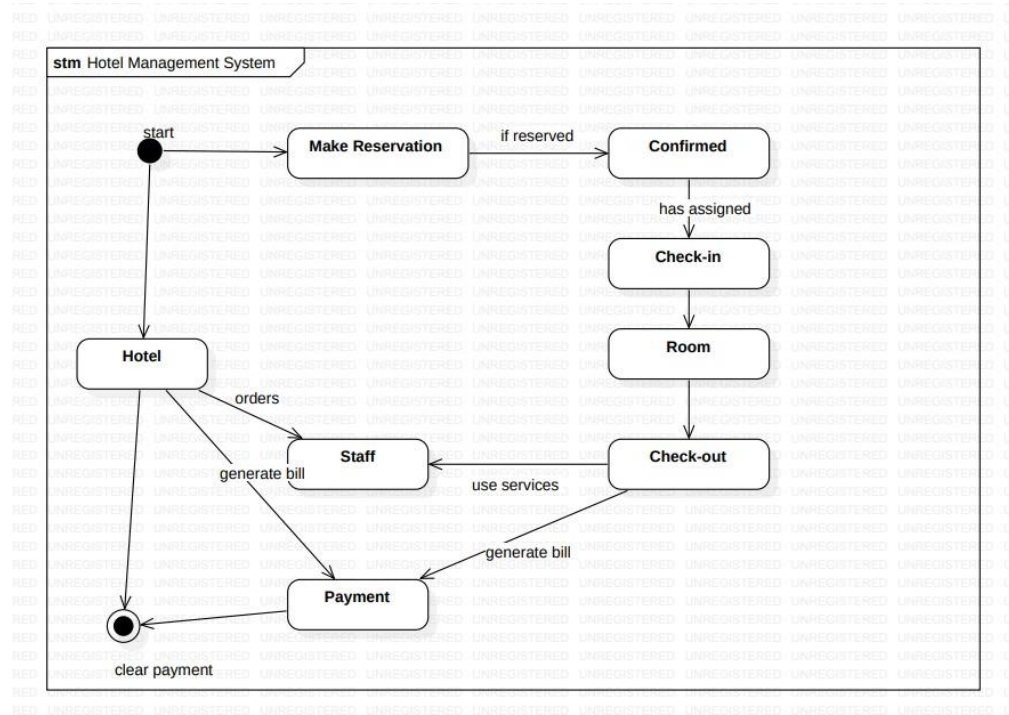 stm Hotel Management System
start
Make Reservation
if reserved
Confirmed
has assigned
Check-in
Room
Hotel
orders
Staff
Check-out
generate bill
use services
generate bill
Payment
clear payment
UNREGISTERED